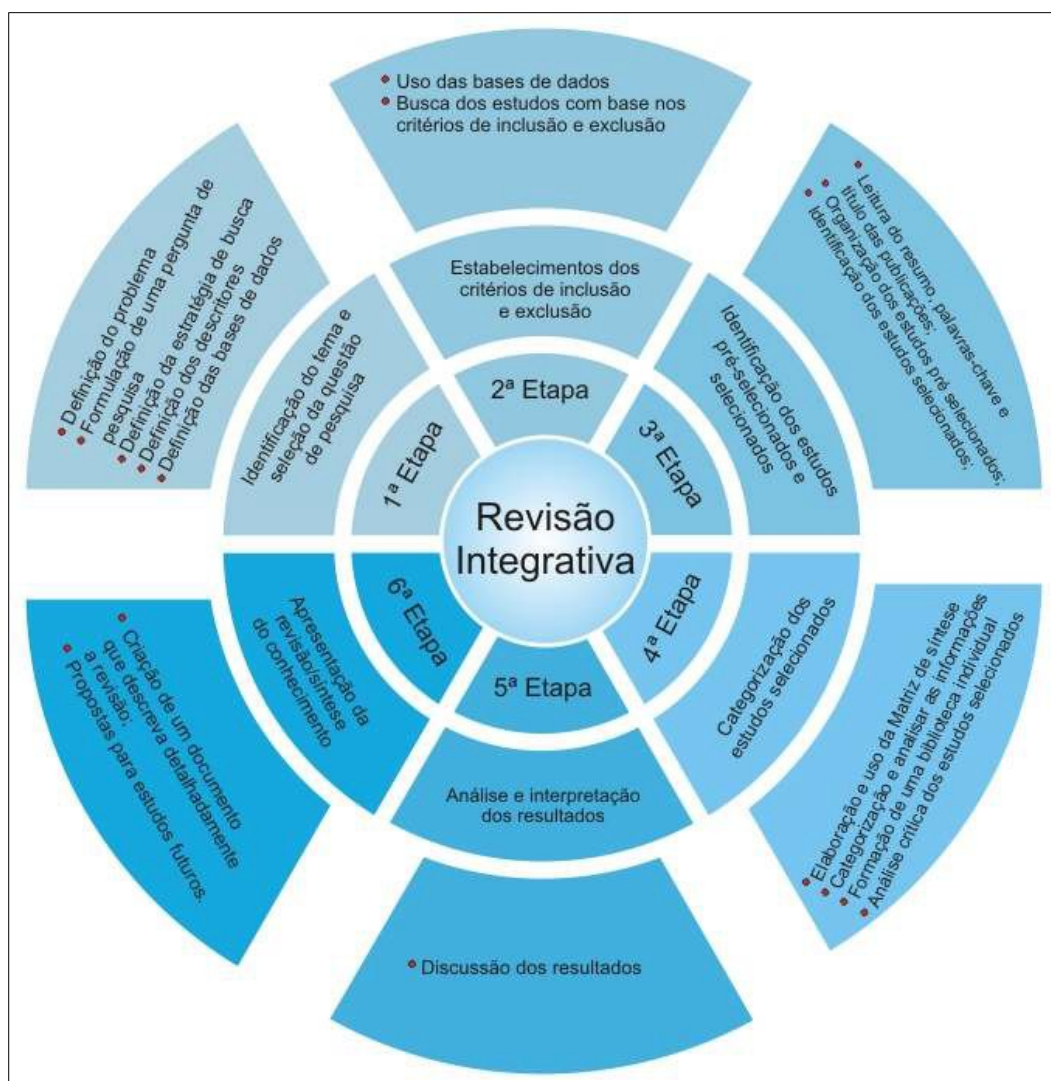 Revisão
Integrativa
1ª Etapa
Identificação do tema e
seleção da questão
de pesquisa
Definição do problema
Formulação de uma pergunta de
pesquisa
Definição da estratégia de busca
Definição dos descritores
Definição das bases de dados
2ª Etapa
Estabelecimentos dos
critérios de inclusão
e exclusão
Uso das bases de dados
Busca dos estudos com base nos
critérios de inclusão e exclusão
3ª Etapa
Identificação dos estudos
pré-selecionados e
selecionados
Leitura do resumo, palavras-chave e
título das publicações;
Organização dos estudos pré selecionados;
Identificação dos estudos selecionados;
4ª Etapa
Categorização dos
estudos selecionados
Elaboração e uso da Matriz de síntese
Categorização e analisar as informações
Formação de uma biblioteca individual
Análise crítica dos estudos selecionados
5ª Etapa
Análise e interpretação
dos resultados
Discussão dos resultados
6ª Etapa
Apresentação da
revisão/síntese
do conhecimento
Criação de um documento
que descreva detalhadamente
a revisão;
Propostas para estudos futuros.